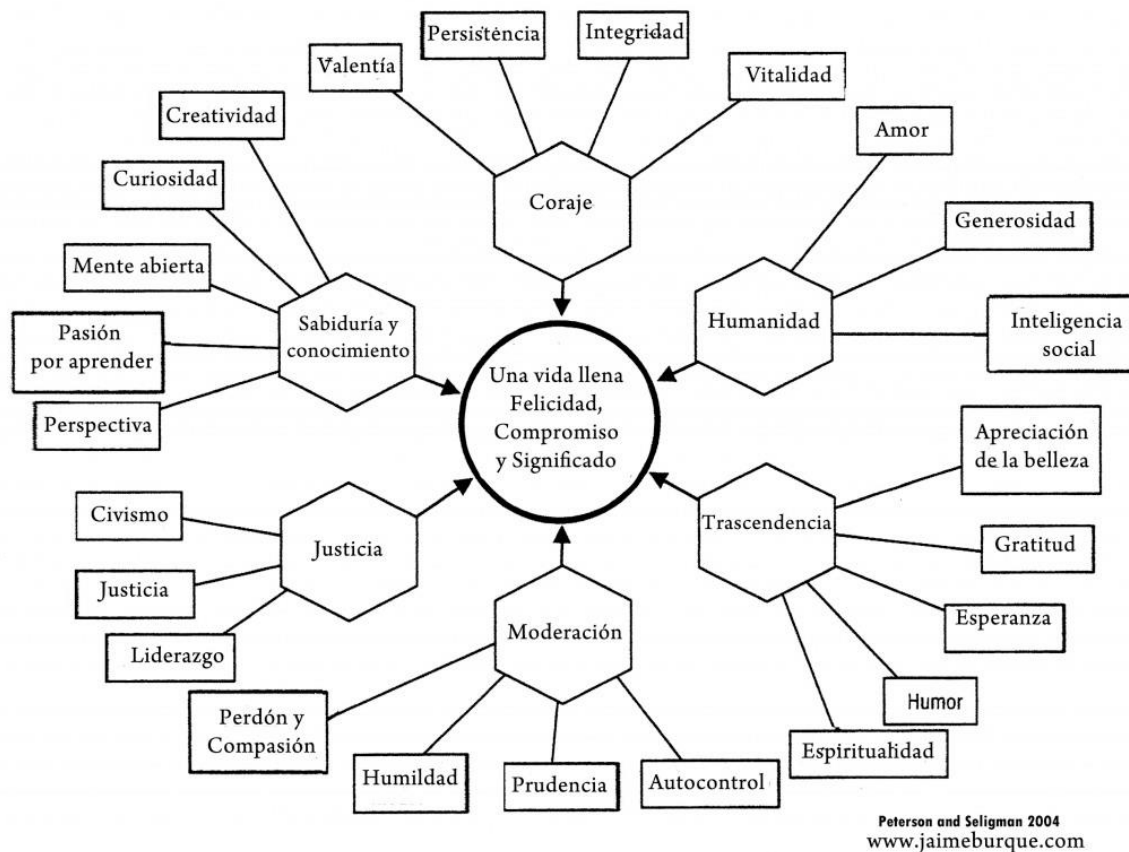 Persistència
Integridad
Valentía
Vitalidad
Creatividad
Amor
Curiosidad
Coraje
Generosidad
Mente abierta
Humanidad
Inteligencia
social
Pasión
por aprender
Sabiduría y
conocimiento
Perspectiva
Una vida llena
Felicidad,
Compromiso
y Significado
Apreciación
de la belleza
Civismo
Justicia
Trascendencia
Gratitud
Justicia
Esperanza
Liderazgo
Moderación
Humor
Perdón y
Compasión
Espiritualidad
Humildad
Prudencia
Autocontrol
Peterson and Seligman 2004
www.jaimeburque.com